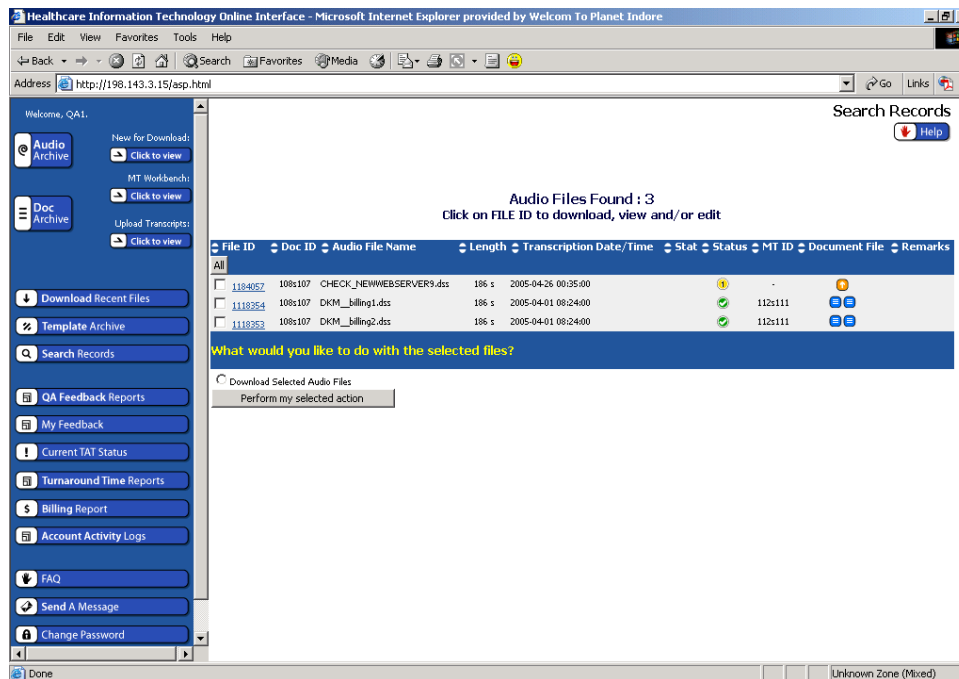 Healthcare Information Technology Online Interface - Microsoft Internet Explorer provided by Welcom To Planet Indore
File Edit View Favorites Tools Help
Back Search Favorites Media
Address http://198.143.3.15/asp.html Go Links
Welcome, QA1.
Audio Archive
New for Download:
Click to view
MT Workbench:
Click to view
Doc Archive
Upload Transcripts:
Click to view
Download Recent Files
Template Archive
Search Records
QA Feedback Reports
My Feedback
Current TAT Status
Turnaround Time Reports
Billing Report
Account Activity Logs
FAQ
Send A Message
Change Password
Search Records
Help
Audio Files Found : 3
Click on FILE ID to download, view and/or edit
File ID Doc ID Audio File Name Length Transcription Date/Time Stat Status MT ID Document File Remarks
All
1184057 108s107 CHECK_NEWWEBSERVER9.dss 186 s 2005-04-26 00:35:00 1 -
1118354 108s107 DKM__billing1.dss 186 s 2005-04-01 08:24:00 112s111
1118353 108s107 DKM__billing2.dss 186 s 2005-04-01 08:24:00 112s111
What would you like to do with the selected files?
Download Selected Audio Files
Perform my selected action
Done Unknown Zone (Mixed)